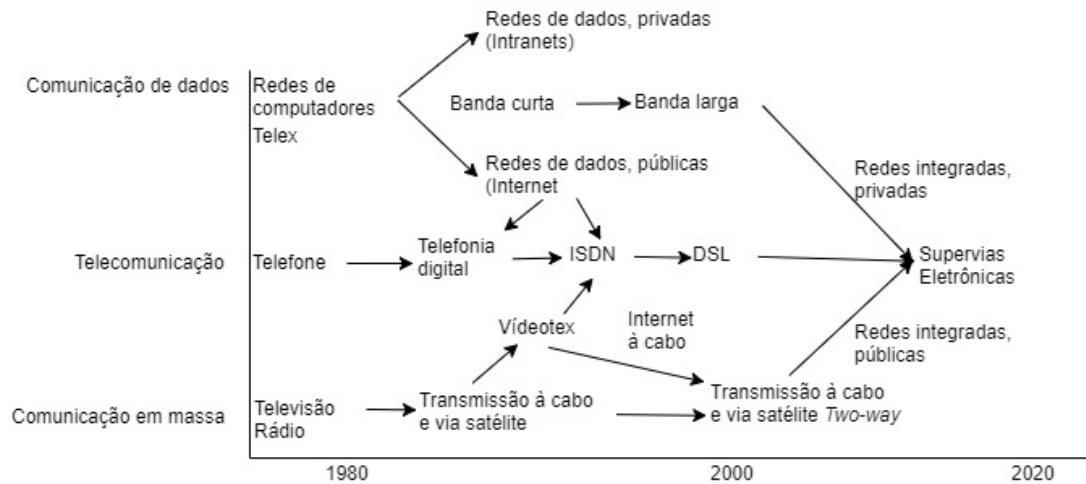 Redes de dados, privadas
(Intranets)
Comunicação de dados
Redes de
computadores
Telex
Banda curta
Banda larga
Redes de dados, públicas
(Internet
Redes integradas,
privadas
Telecomunicação
Telefone
Telefonia
digital
ISDN
DSL
Supervias
Eletrônicas
Vídeotex
Internet
à cabo
Redes integradas,
públicas
Comunicação em massa
Televisão
Rádio
Transmissão à cabo
e via satélite
Transmissão à cabo
e via satélite Two-way
1980
2000
2020